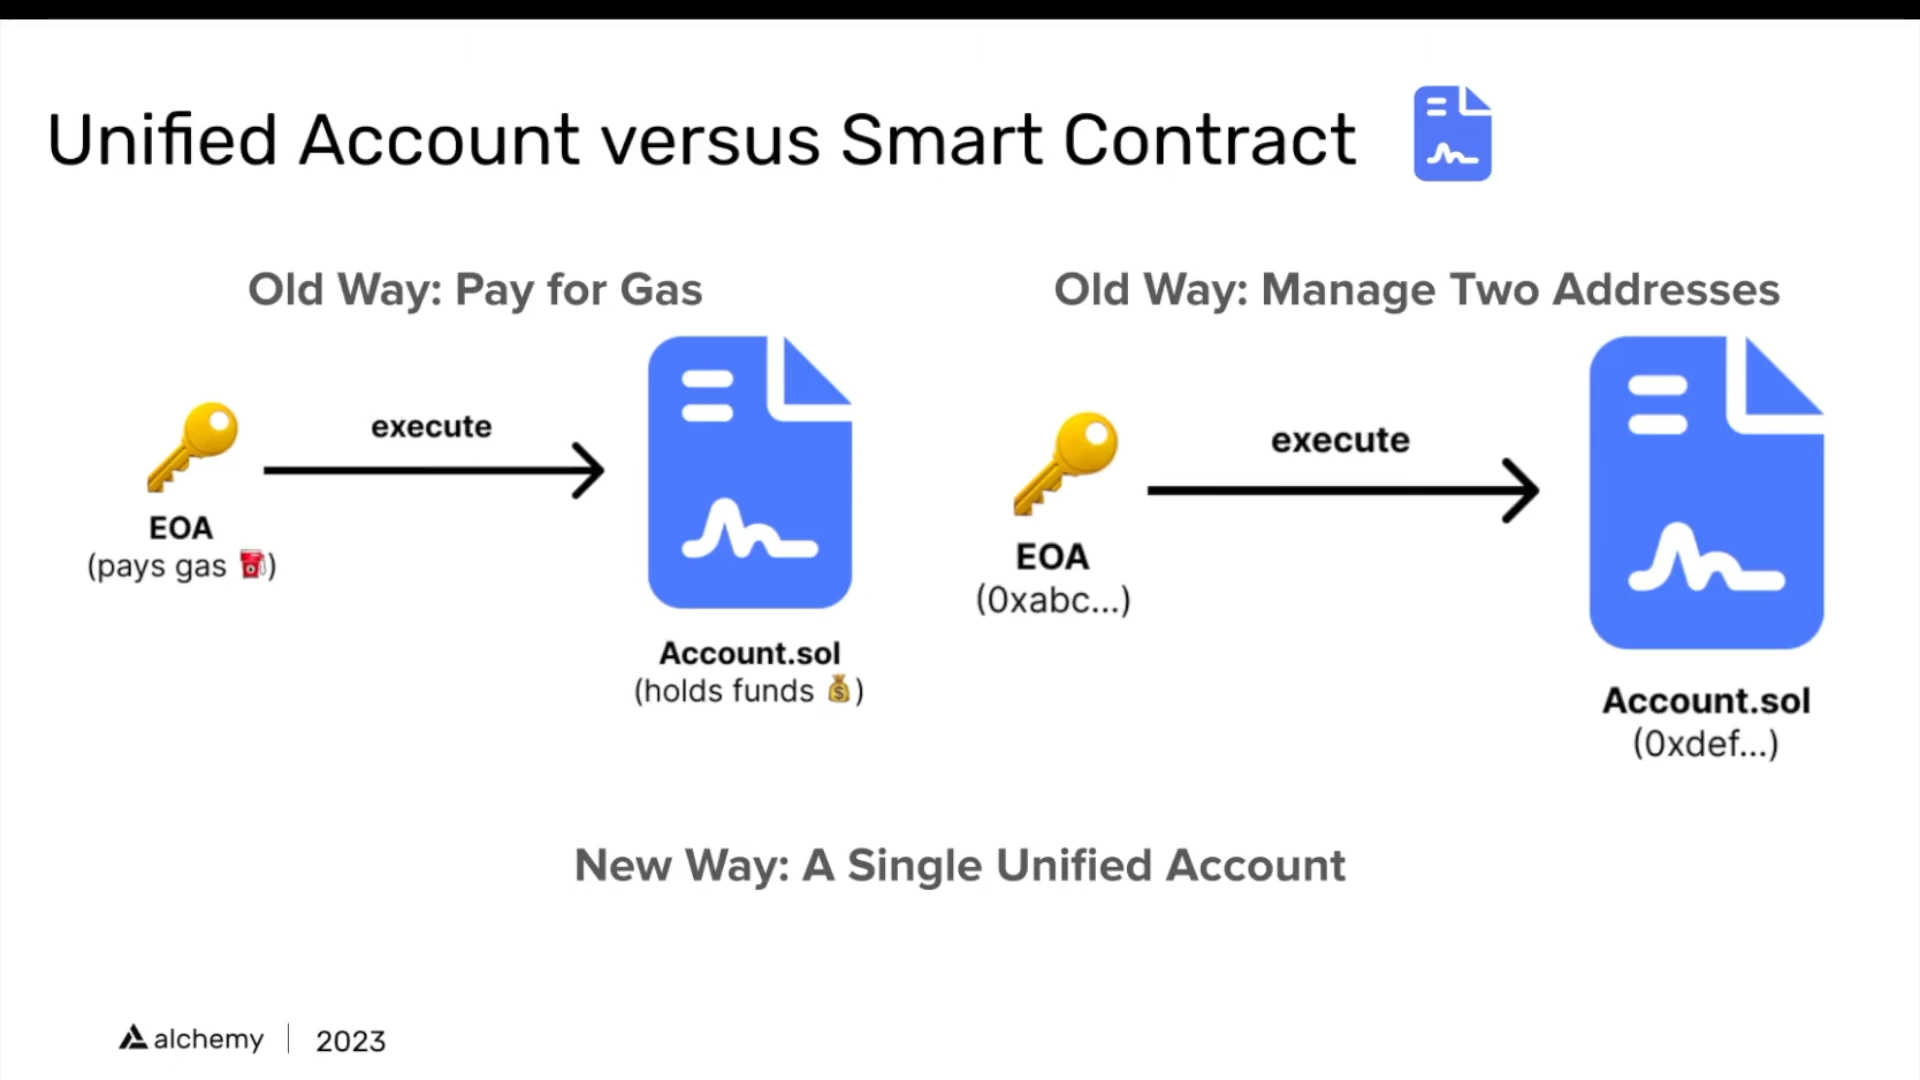 Unified Account versus Smart Contract
Old Way: Pay for Gas
execute
EOA
(pays gas ⛽)
Account.sol
(holds funds 💰)
Old Way: Manage Two Addresses
execute
EOA
(0xabc...)
Account.sol
(0xdef...)
New Way: A Single Unified Account
alchemy | 2023